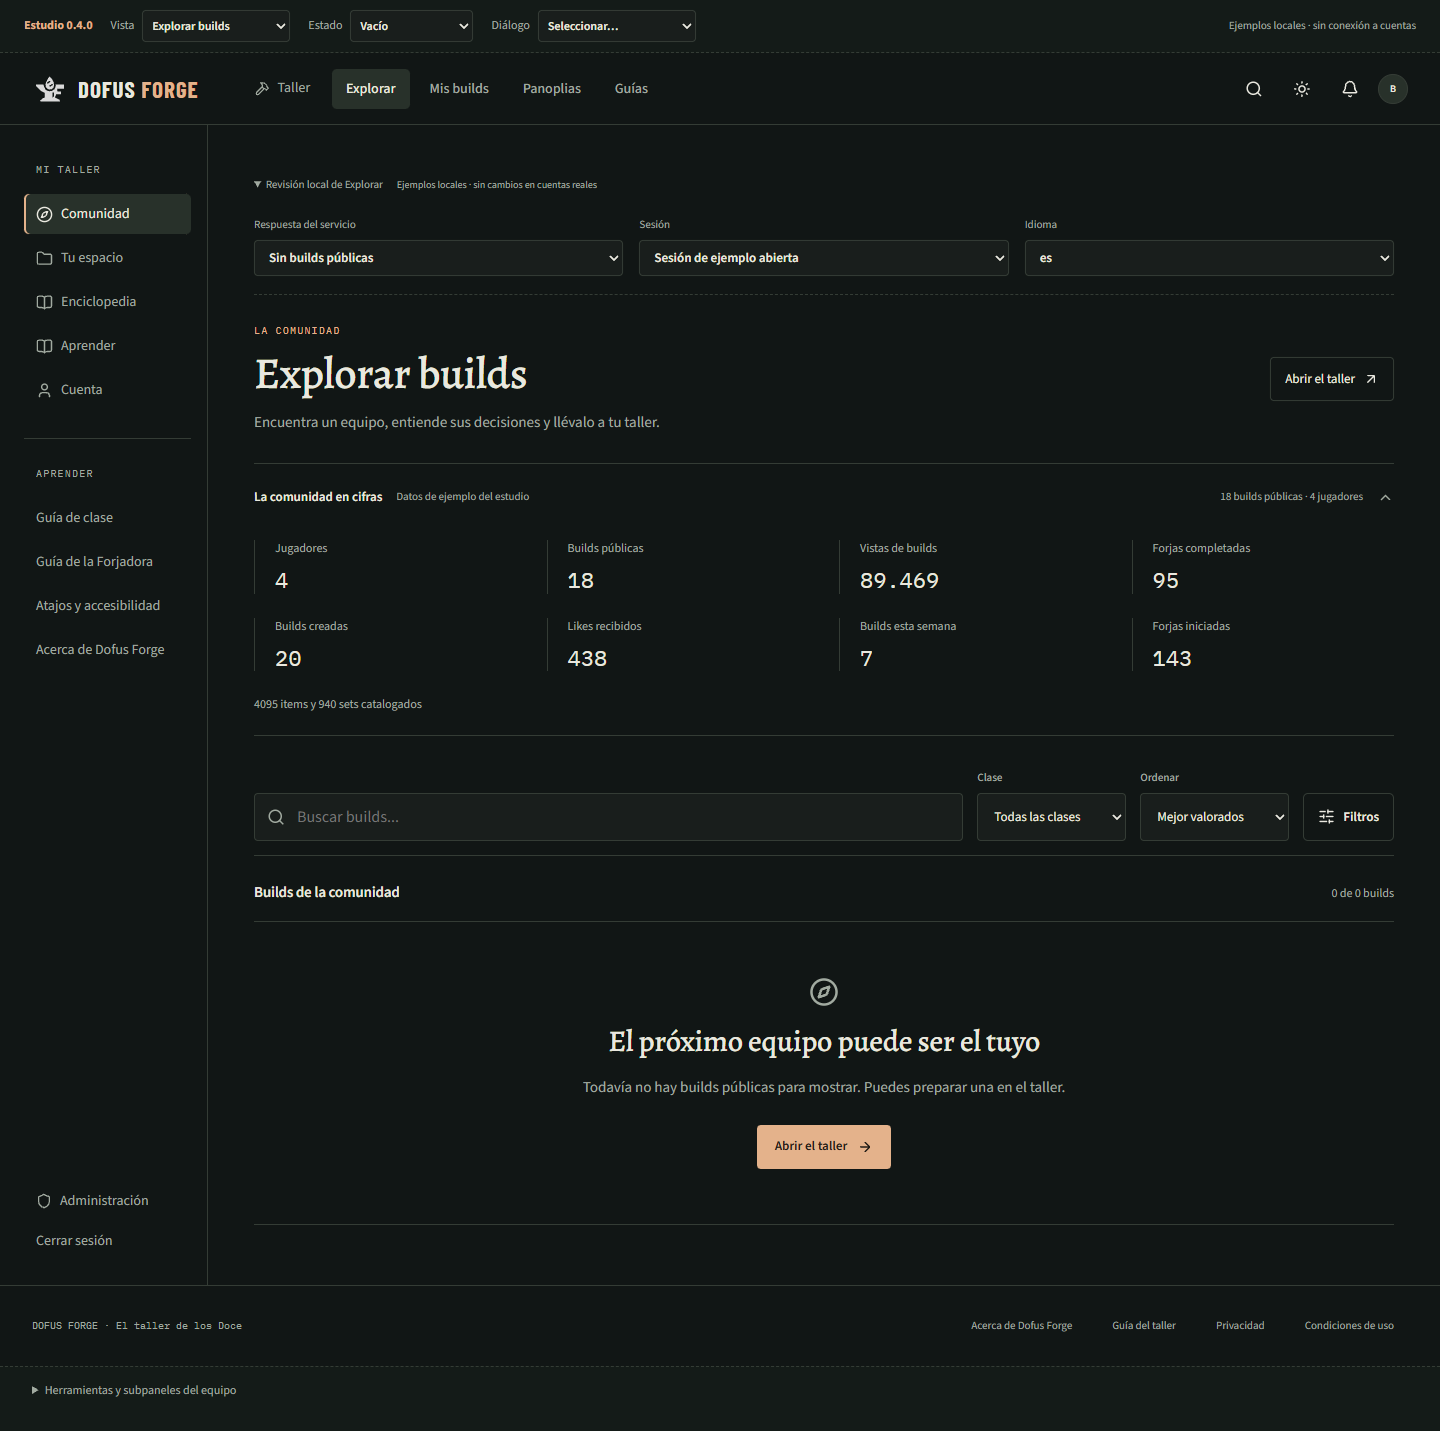 Estudio 0.4.0 Vista Explorar builds Estado Vacío Diálogo Seleccionar... Ejemplos locales · sin conexión a cuentas
DOFUS FORGE Taller Explorar Mis builds Panoplias Guías B
MI TALLER
Comunidad
Tu espacio
Enciclopedia
Aprender
Cuenta
APRENDER
Guía de clase
Guía de la Forjadora
Atajos y accesibilidad
Acerca de Dofus Forge
Administración
Cerrar sesión
Revisión local de Explorar Ejemplos locales · sin cambios en cuentas reales
Respuesta del servicio Sesión Idioma
Sin builds públicas Sesión de ejemplo abierta es
LA COMUNIDAD
Explorar builds
Abrir el taller
Encuentra un equipo, entiende sus decisiones y llévalo a tu taller.
La comunidad en cifras Datos de ejemplo del estudio 18 builds públicas · 4 jugadores
Jugadores Builds públicas Vistas de builds Forjas completadas
4 18 89.469 95
Builds creadas Likes recibidos Builds esta semana Forjas iniciadas
20 438 7 143
4095 items y 940 sets catalogados
Clase Ordenar
Buscar builds... Todas las clases Mejor valorados Filtros
Builds de la comunidad 0 de 0 builds
El próximo equipo puede ser el tuyo
Todavía no hay builds públicas para mostrar. Puedes preparar una en el taller.
Abrir el taller
DOFUS FORGE · El taller de los Doce Acerca de Dofus Forge Guía del taller Privacidad Condiciones de uso
Herramientas y subpaneles del equipo